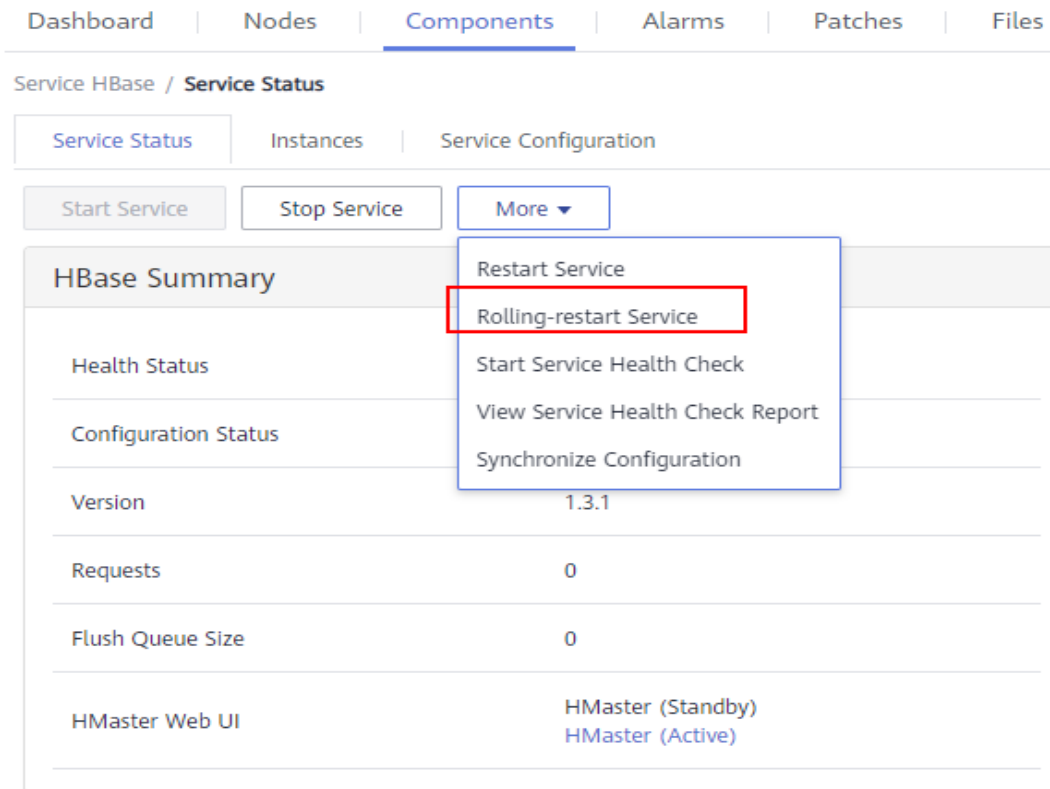 Dashboard Nodes Components Alarms Patches Files
Service HBase / Service Status
Service Status Instances Service Configuration
Start Service Stop Service More
HBase Summary
Restart Service
Rolling-restart Service
Start Service Health Check
View Service Health Check Report
Synchronize Configuration
Health Status
Configuration Status
Version 1.3.1
Requests 0
Flush Queue Size 0
HMaster Web UI HMaster (Standby)
HMaster (Active)